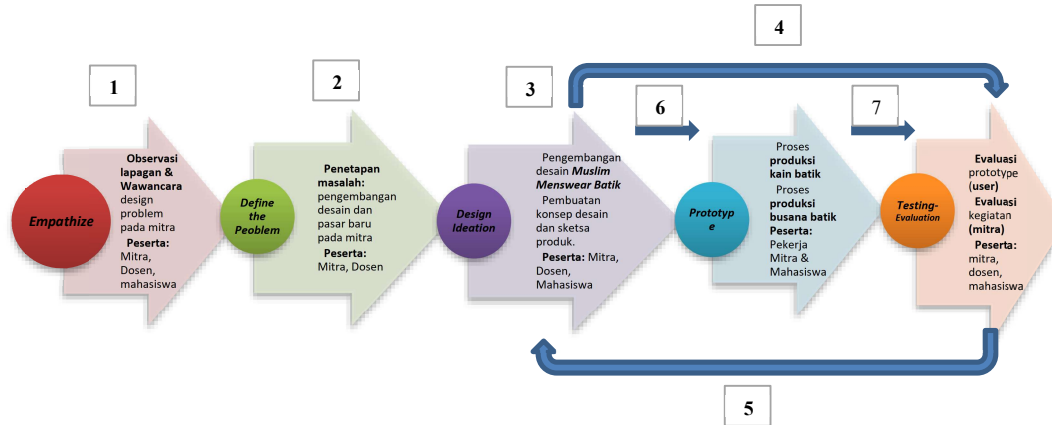 1
2
3
4
5
6
7
Empathize
Observasi
lapagan &
Wawancara
design
problem
pada mitra
Peserta:
Mitra,
Dosen,
mahasiswa
Define
the
Peoblem
Penetapan
masalah:
pengembangan
desain dan
pasar baru
pada mitra
Peserta:
Mitra, Dosen
Design
Ideation
Pengembangan
desain Muslim
Menswear Batik
Pembuatan
konsep desain
dan sketsa
produk.
Peserta: Mitra,
Dosen,
Mahasiswa
Prototyp
e
Proses
produksi
kain batik
Proses
produksi
busana batik
Peserta:
Pekerja
Mitra &
Mahasiswa
Testing-
Evaluation
Evaluasi
prototype
(user)
Evaluasi
kegiatan
(mitra)
Peserta:
mitra,
dosen,
mahasiswa